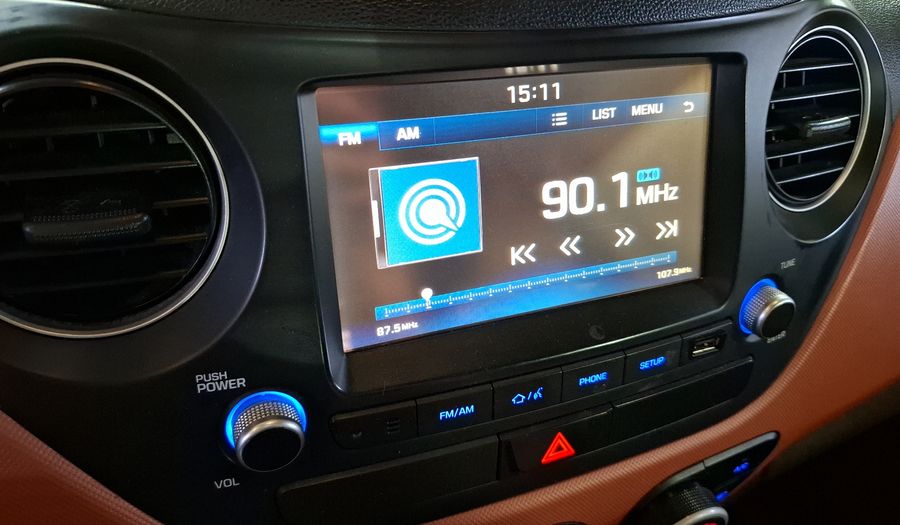 15:11
FM AM LIST MENU
90.1 MHz
87.5 MHz
107.9 MHz
PUSH
POWER
VOL
TUNE
ENTER
FM/AM
PHONE
SETUP